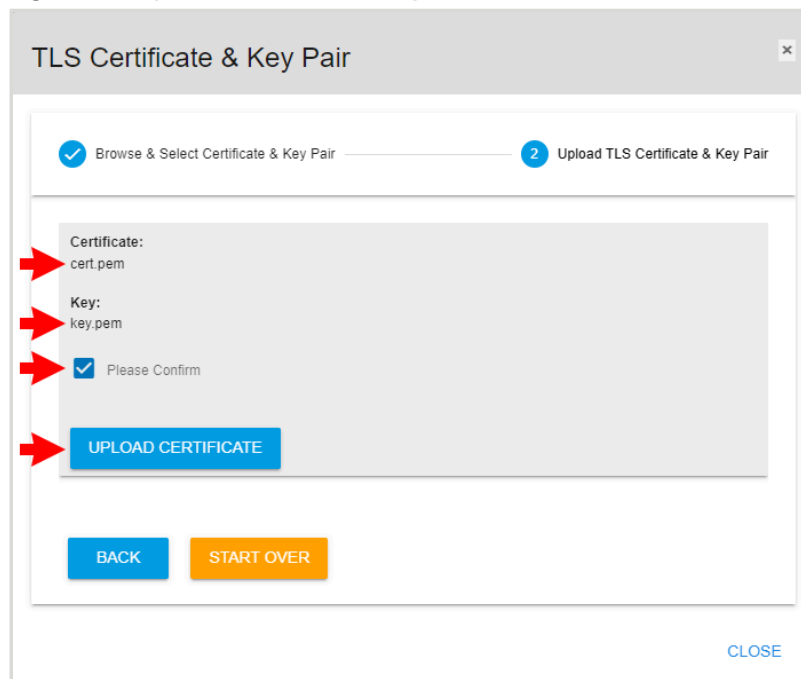 TLS Certificate & Key Pair
×
Browse & Select Certificate & Key Pair
2 Upload TLS Certificate & Key Pair
Certificate:
cert.pem
Key:
key.pem
Please Confirm
UPLOAD CERTIFICATE
BACK START OVER
CLOSE